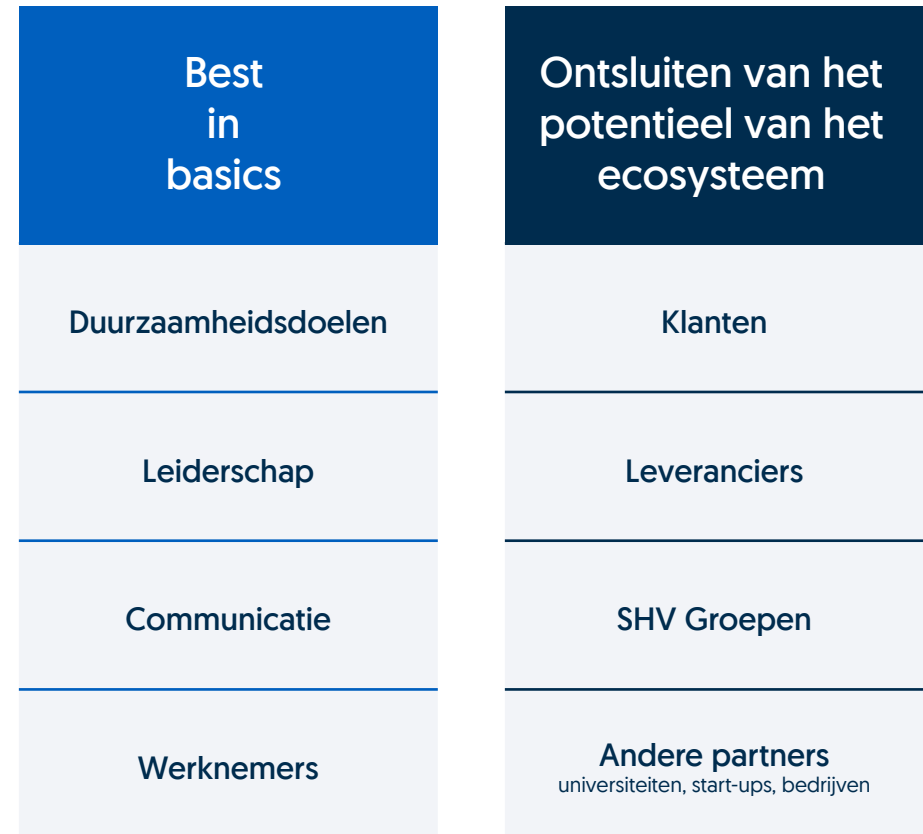 Best
in
basics
Duurzaamheidsdoelen
Leiderschap
Communicatie
Werknemers
Ontsluiten van het
potentieel van het
ecosysteem
Klanten
Leveranciers
SHV Groepen
Andere partners
universiteiten, start-ups, bedrijven